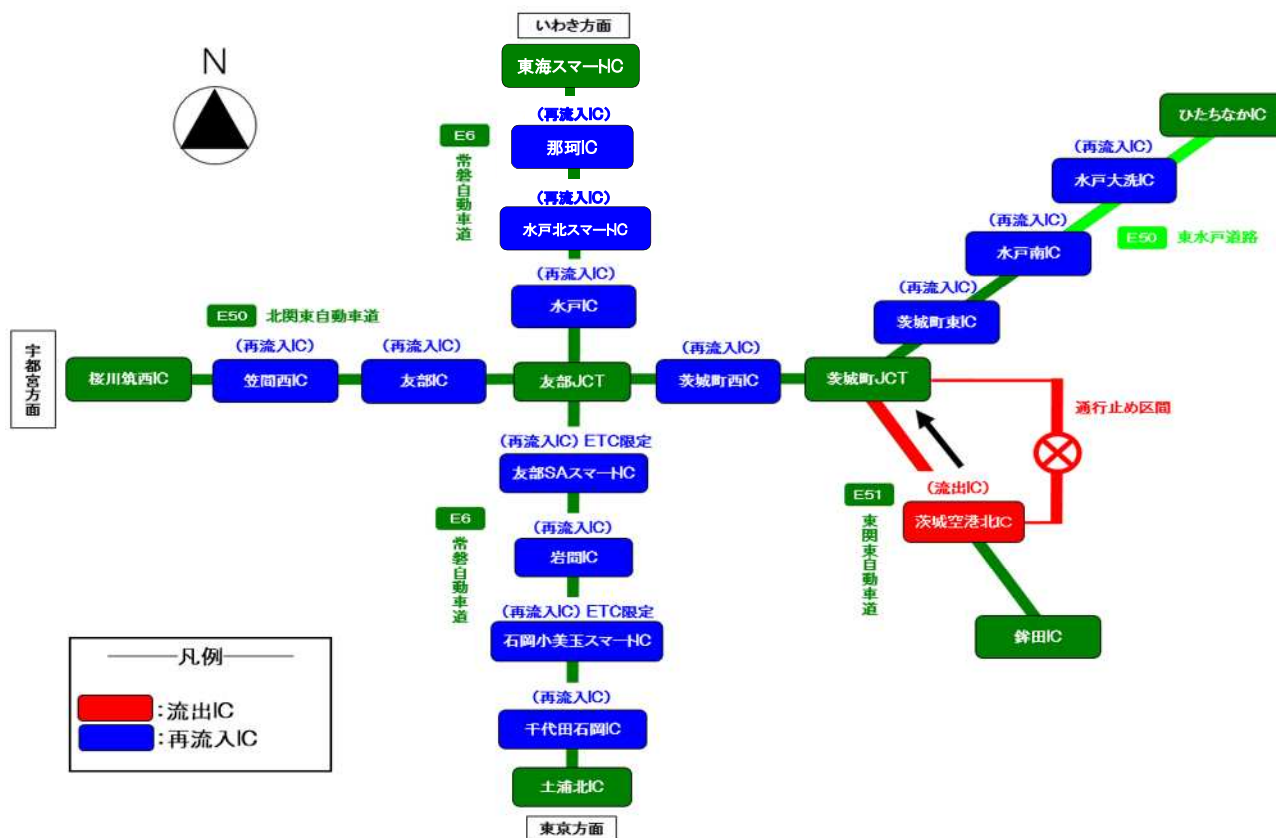 いわき方面
東海スマートIC
N
(再流入IC)
那珂IC
E6
常磐自動車道
(再流入IC)
水戸北スマートIC
(再流入IC)
水戸IC
ひたちなかIC
(再流入IC)
水戸大洗IC
(再流入IC)
水戸南IC
E50 東水戸道路
(再流入IC)
茨城町東IC
E50 北関東自動車道
宇都宮方面
桜川筑西IC
(再流入IC)
笠間西IC
(再流入IC)
友部IC
友部JCT
(再流入IC)
茨城町西IC
茨城町JCT
通行止め区間
(再流入IC) ETC限定
友部SAスマートIC
(流出IC)
茨城空港北IC
E51
東関東自動車道
鉾田IC
E6
常磐自動車道
(再流入IC)
岩間IC
(再流入IC) ETC限定
石岡小美玉スマートIC
(再流入IC)
千代田石岡IC
土浦北IC
東京方面
凡例
:流出IC
:再流入IC